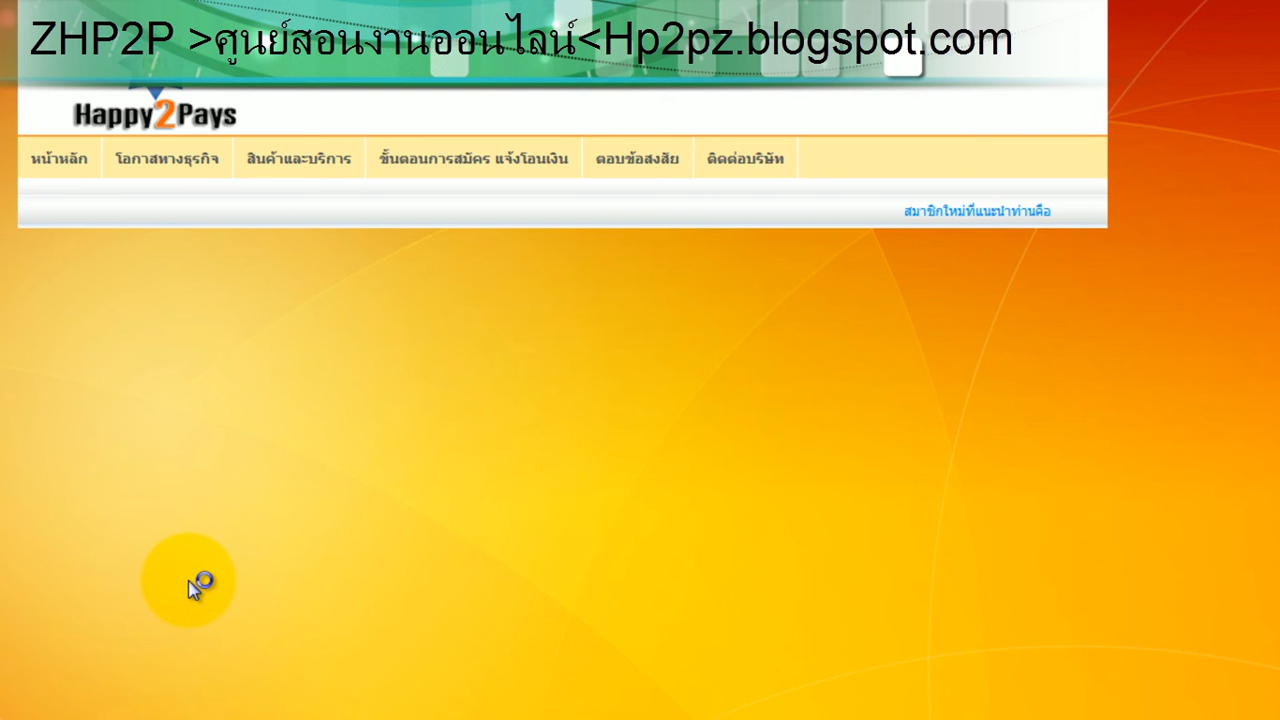 ZHP2P >ศูนย์สอนงานออนไลน์<Hp2pz.blogspot.com
Happy2Pays
หน้าหลัก โอกาสทางธุรกิจ สินค้าและบริการ ขั้นตอนการสมัคร แจ้งโอนเงิน ตอบข้อสงสัย ติดต่อบริษัท
สมาชิกใหม่ที่แนะนำท่านคือ